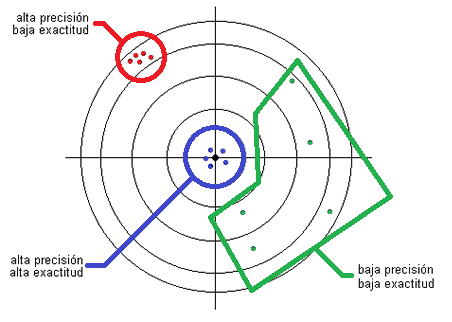 alta precisión
baja exactitud
alta precisión
alta exactitud
baja precisión
baja exactitud